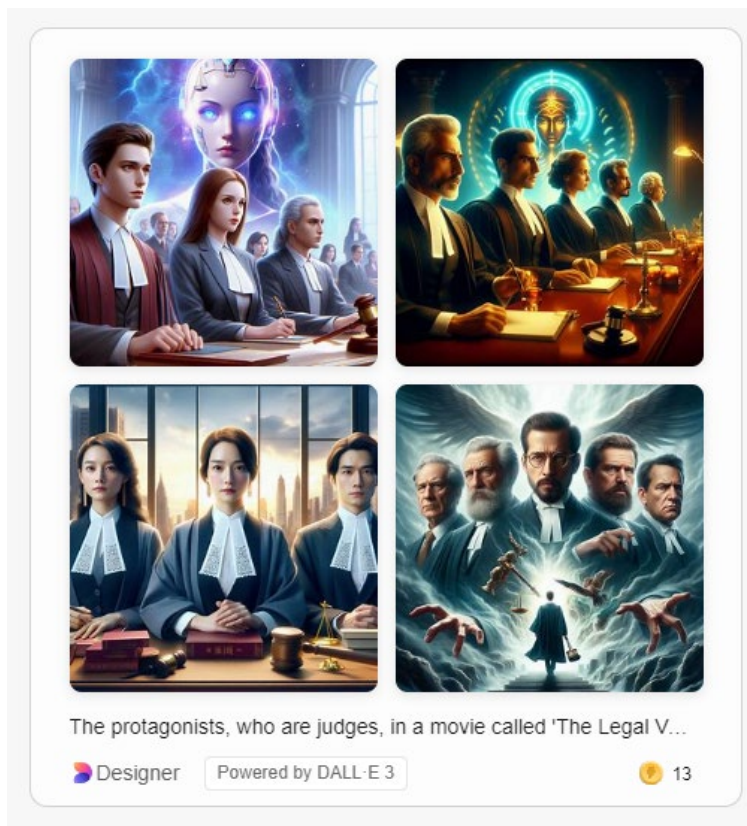 The protagonists, who are judges, in a movie called 'The Legal V...
Designer Powered by DALL·E 3 13